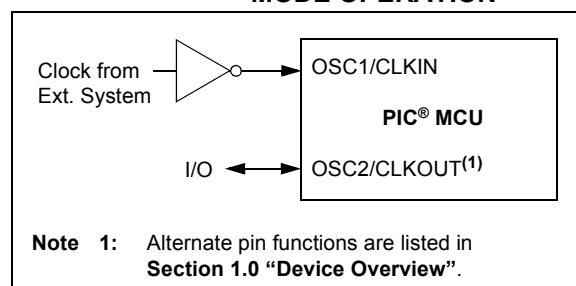 MODE OPERATION
Clock from
Ext. System
OSC1/CLKIN
PIC® MCU
I/O
OSC2/CLKOUT(1)
Note 1: Alternate pin functions are listed in
Section 1.0 “Device Overview”.